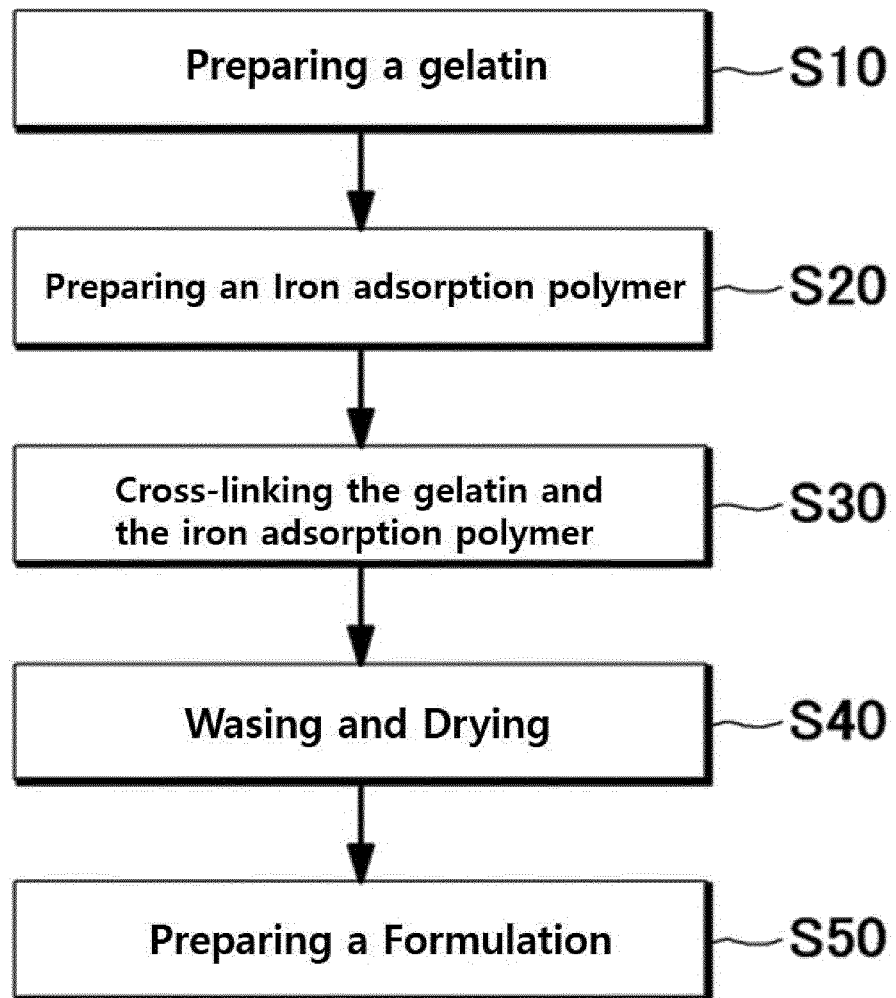 Preparing a gelatin
S10
Preparing an Iron adsorption polymer
S20
Cross-linking the gelatin and
the iron adsorption polymer
S30
Wasing and Drying
S40
Preparing a Formulation
S50